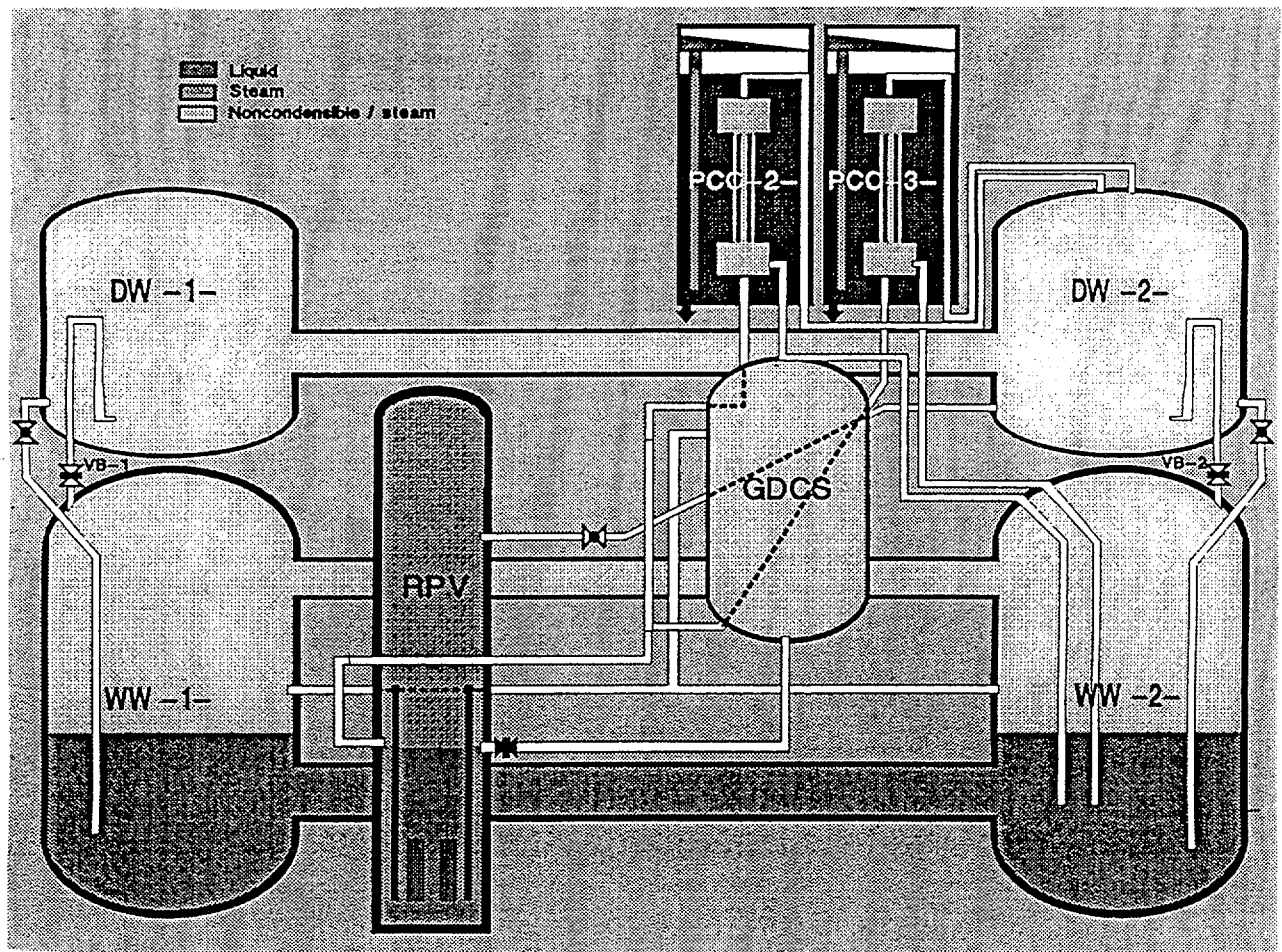 Liquid
Steam
Noncondensible / steam
PCC-2-
PCC-3-
DW -1-
DW -2-
VB-1
VB-2
GDCS
RPV
WW -1-
WW -2-